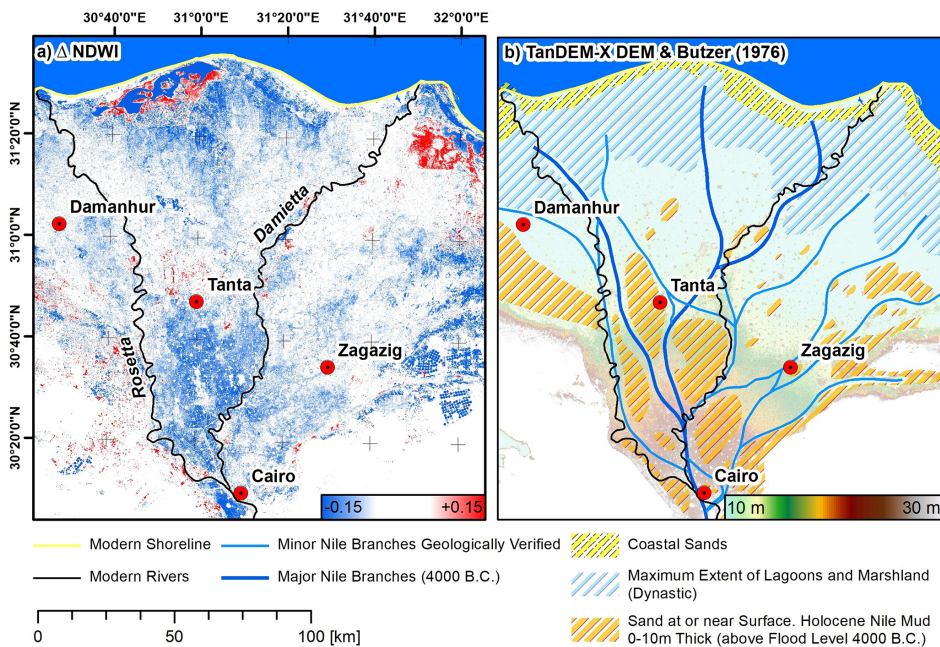 30°40'0"E 31°0'0"E 31°20'0"E 31°40'0"E 32°0'0"E
a) Δ NDWI
b) TanDEM-X DEM & Butzer (1976)
31°20'0"N
31°0'0"N
30°40'0"N
30°20'0"N
Damanhur
Damietta
Tanta
Rosetta
Zagazig
Cairo
-0.15 +0.15
Damanhur
Tanta
Zagazig
Cairo
10 m 30 m
Modern Shoreline
Modern Rivers
Minor Nile Branches Geologically Verified
Major Nile Branches (4000 B.C.)
Coastal Sands
Maximum Extent of Lagoons and Marshland
(Dynastic)
Sand at or near Surface. Holocene Nile Mud
0-10m Thick (above Flood Level 4000 B.C.)
0 50 100 [km]